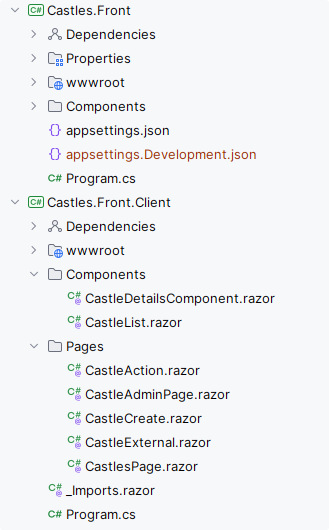 C# Castles.Front
Dependencies
Properties
wwwroot
Components
{} appsettings.json
{} appsettings.Development.json
C# Program.cs
C# Castles.Front.Client
Dependencies
wwwroot
Components
C#@ CastleDetailsComponent.razor
C#@ CastleList.razor
Pages
C#@ CastleAction.razor
C#@ CastleAdminPage.razor
C#@ CastleCreate.razor
C#@ CastleExternal.razor
C#@ CastlesPage.razor
C#@ _Imports.razor
C# Program.cs